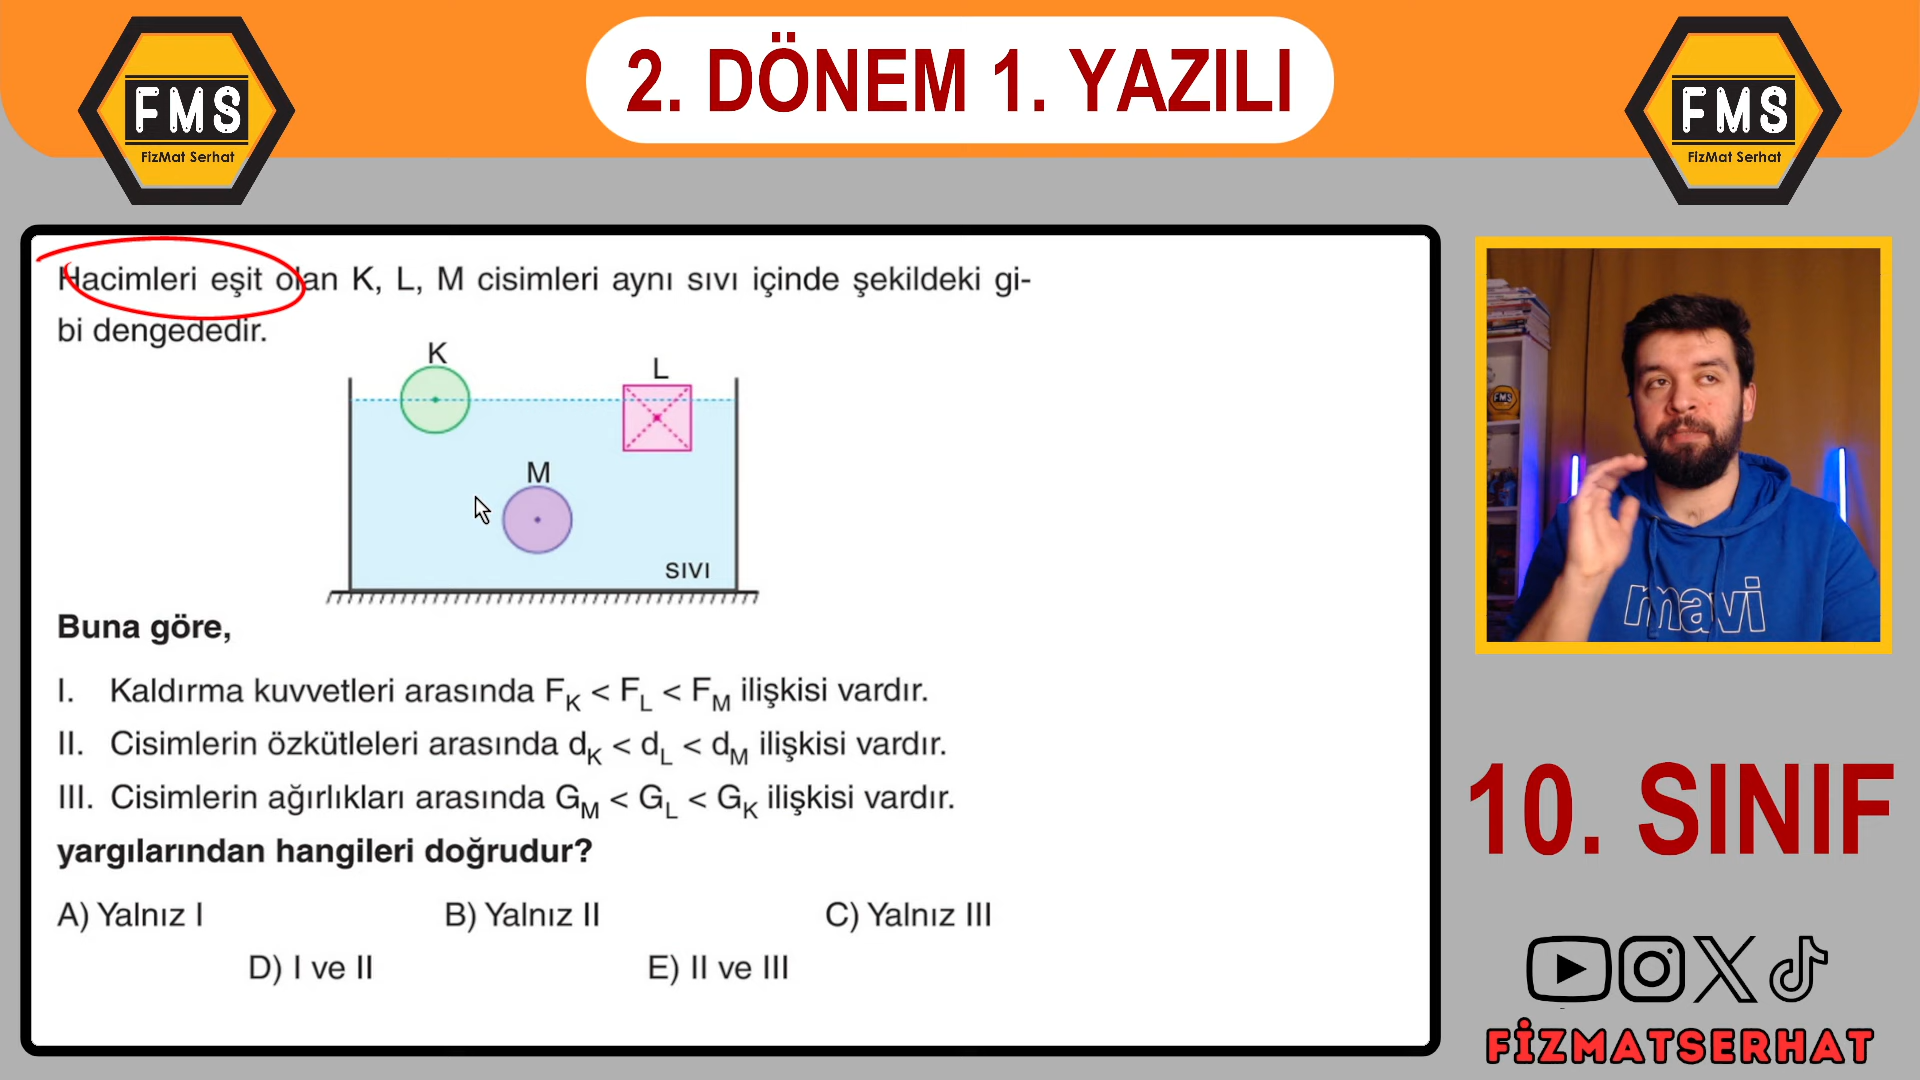 2. DÖNEM 1. YAZILI
FMS
FizMat Serhat
FMS
FizMat Serhat
Hacimleri eşit olan K, L, M cisimleri aynı sıvı içinde şekildeki gi-
bi dengededir.
K
L
M
SIVI
Buna göre,
I. Kaldırma kuvvetleri arasında F_K < F_L < F_M ilişkisi vardır.
II. Cisimlerin özkütleleri arasında d_K < d_L < d_M ilişkisi vardır.
III. Cisimlerin ağırlıkları arasında G_M < G_L < G_K ilişkisi vardır.
yargılarından hangileri doğrudur?
A) Yalnız I B) Yalnız II C) Yalnız III
D) I ve II E) II ve III
FMS
mavi
10. SINIF
FİZMATSERHAT